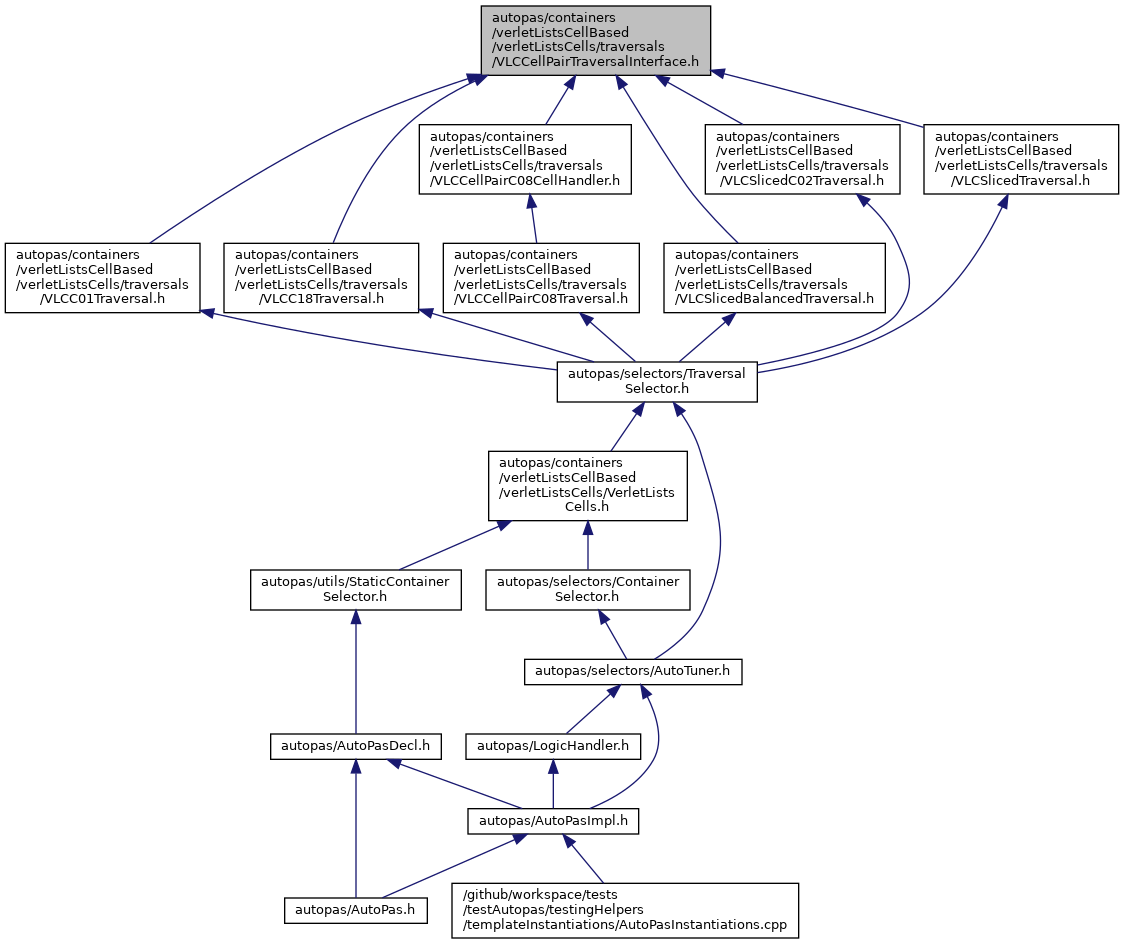 autopas/containers
/verletListsCellBased
/verletListsCells/traversals
/VLCCellPairTraversalInterface.h
autopas/containers
/verletListsCellBased
/verletListsCells/traversals
/VLCCellPairC08CellHandler.h
autopas/containers
/verletListsCellBased
/verletListsCells/traversals
/VLCSlicedC02Traversal.h
autopas/containers
/verletListsCellBased
/verletListsCells/traversals
/VLCSlicedTraversal.h
autopas/containers
/verletListsCellBased
/verletListsCells/traversals
/VLCC01Traversal.h
autopas/containers
/verletListsCellBased
/verletListsCells/traversals
/VLCC18Traversal.h
autopas/containers
/verletListsCellBased
/verletListsCells/traversals
/VLCCellPairC08Traversal.h
autopas/containers
/verletListsCellBased
/verletListsCells/traversals
/VLCSlicedBalancedTraversal.h
autopas/selectors/Traversal
Selector.h
autopas/containers
/verletListsCellBased
/verletListsCells/VerletLists
Cells.h
autopas/utils/StaticContainer
Selector.h
autopas/selectors/Container
Selector.h
autopas/selectors/AutoTuner.h
autopas/AutoPasDecl.h
autopas/LogicHandler.h
autopas/AutoPasImpl.h
autopas/AutoPas.h
/github/workspace/tests
/testAutopas/testingHelpers
/templateInstantiations/AutoPasInstantiations.cpp